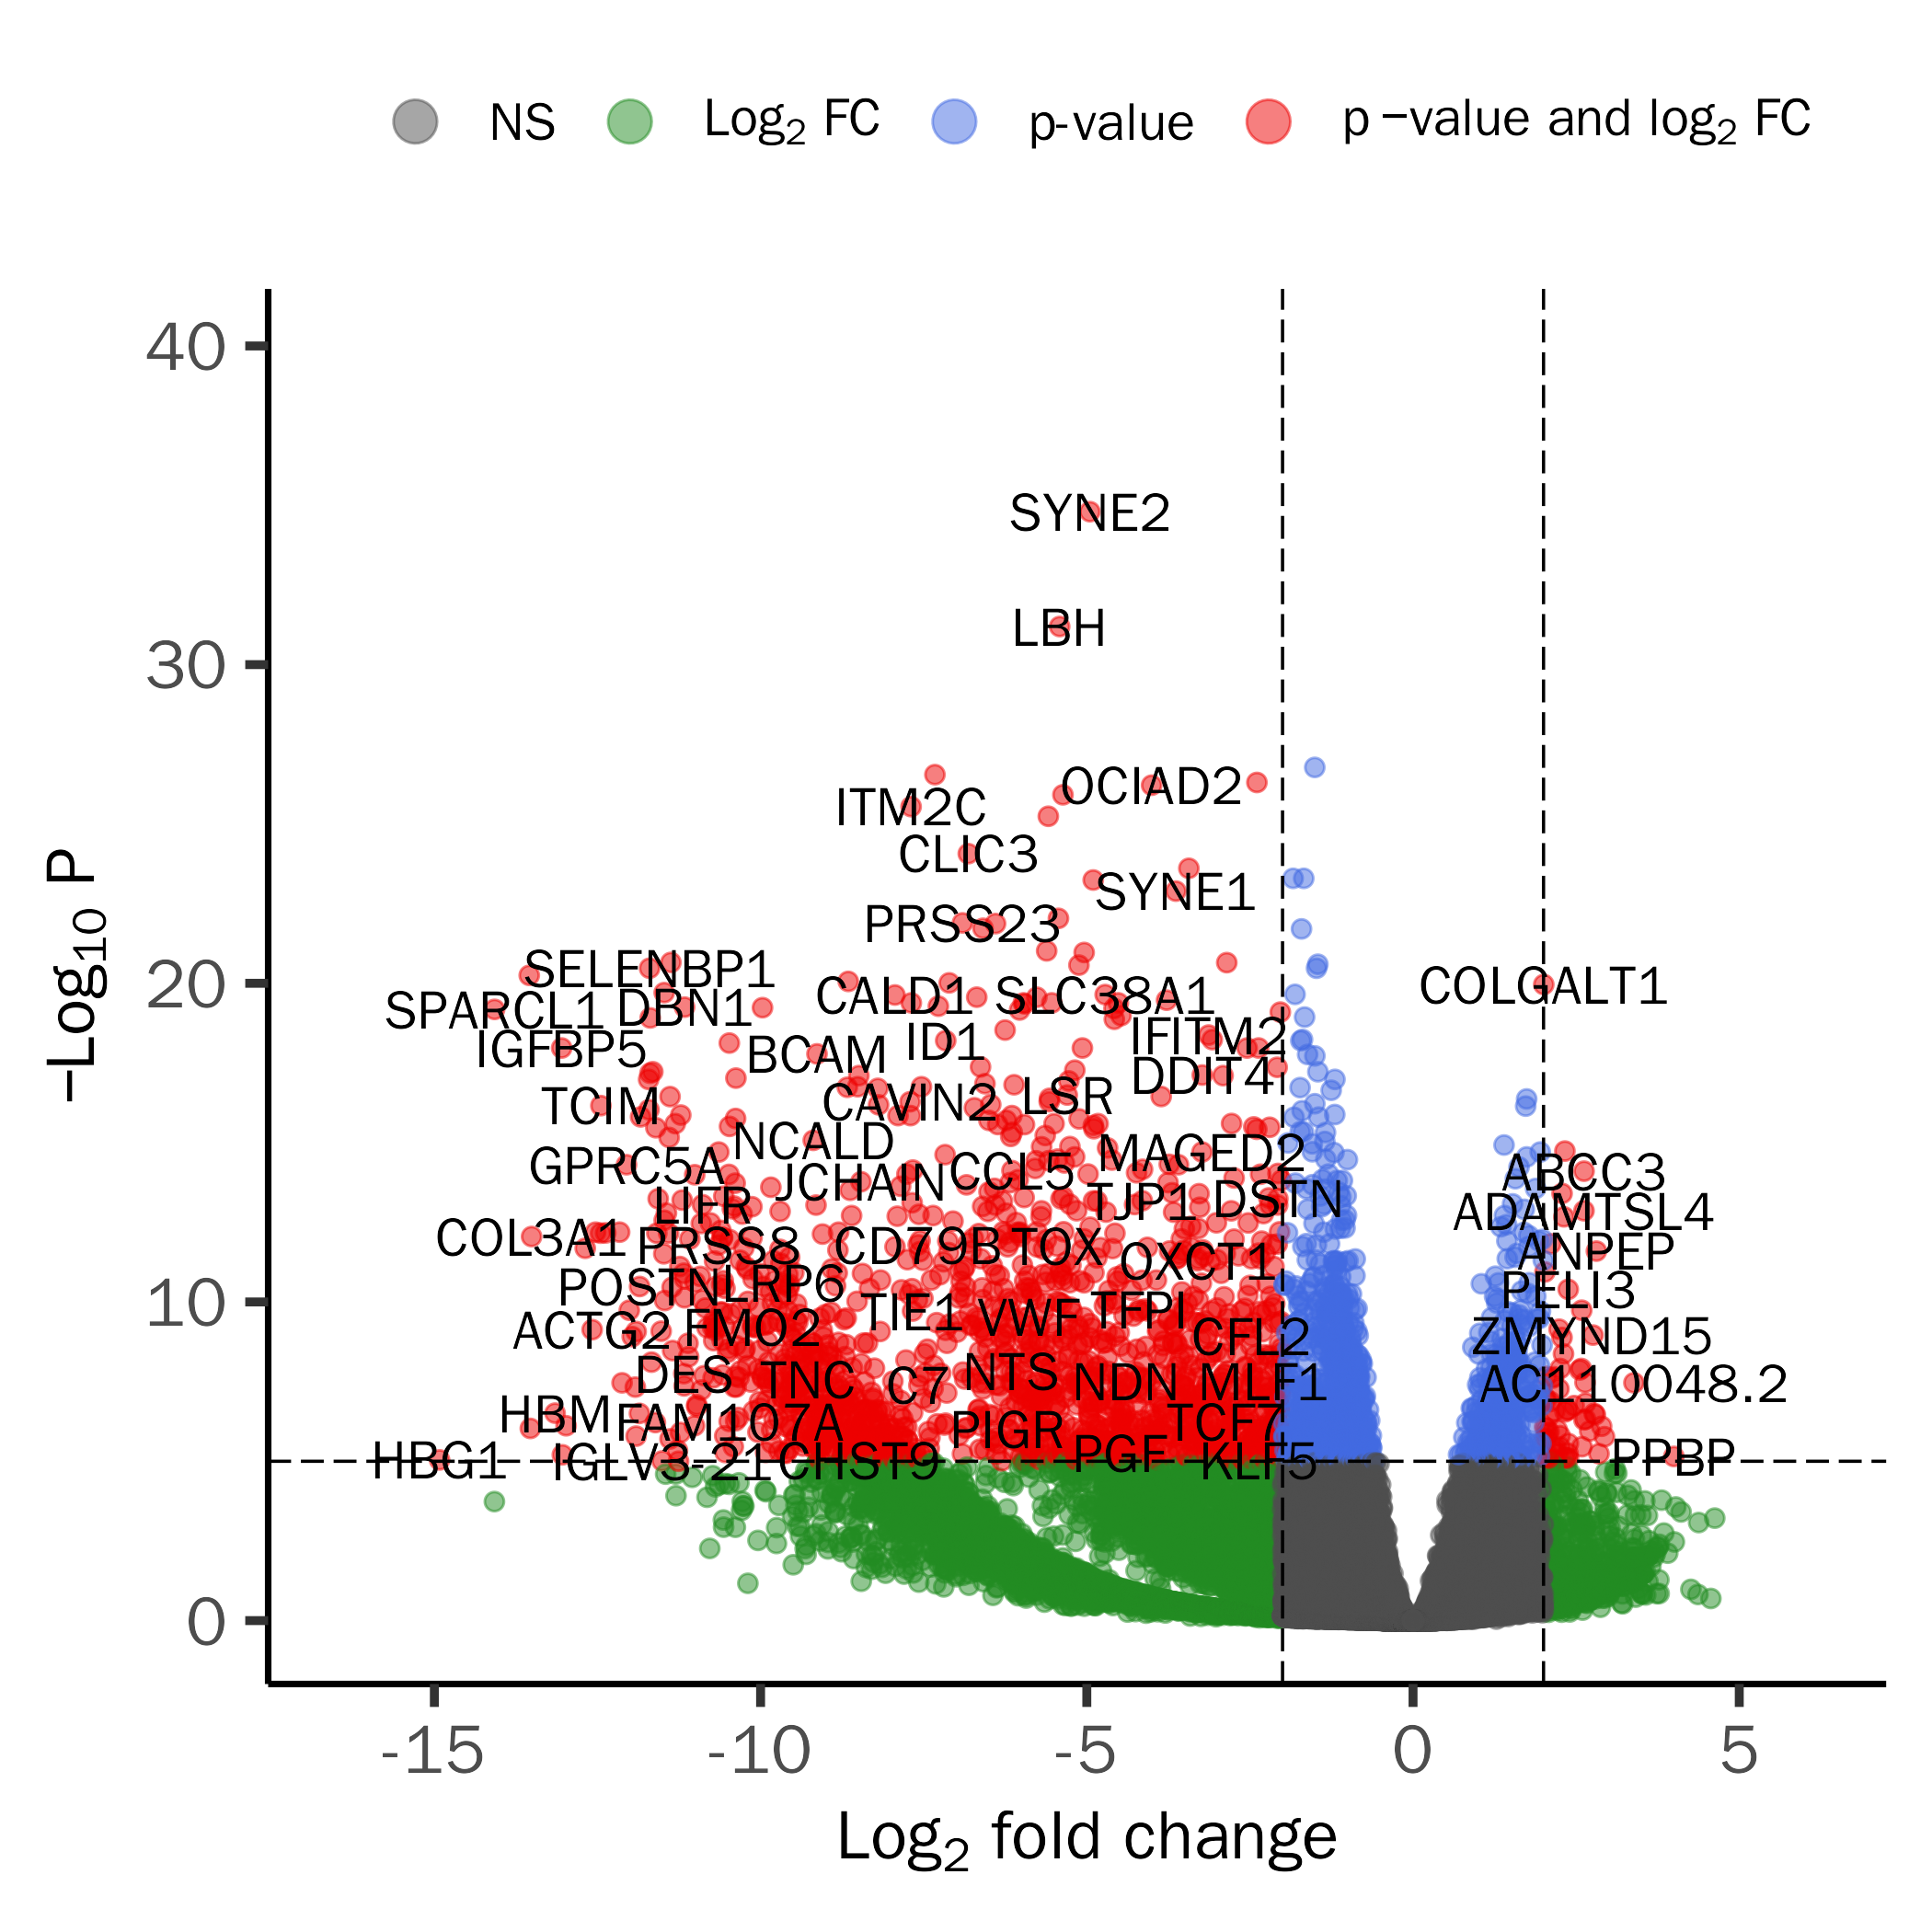 NS Log2 FC p-value p −value and log2 FC
40
30
20
10
0
−Log10 P
SYNE2
LBH
OCIAD2
ITM2C
CLIC3
SYNE1
PRSS23
SELENBP1
COLGALT1
CALD1 SLC38A1
SPARCL1 DBN1
IFITM2
ID1
IGFBP5 BCAM
DDIT4
LSR
TCIM CAVIN2
NCALD
MAGED2
GPRC5A CCL5 ABCC3
JCHAIN
TJP1 DSTN
LIFR
ADAMTSL4
COL3A1 PRSS8 CD79B TOX
ANPEP
OXCT1
POSTN LRP6 PELI3
TIE1 VWF TFPI
ACTG2 FMO2 CFL2 ZMYND15
DES TNC C7 NTS NDN MLF1 AC110048.2
HBM FAM107A PIGR TCF7
HBG1 IGLV3-21 CHST9 PGF KLF5 PPBP
-15 -10 -5 0 5
Log2 fold change